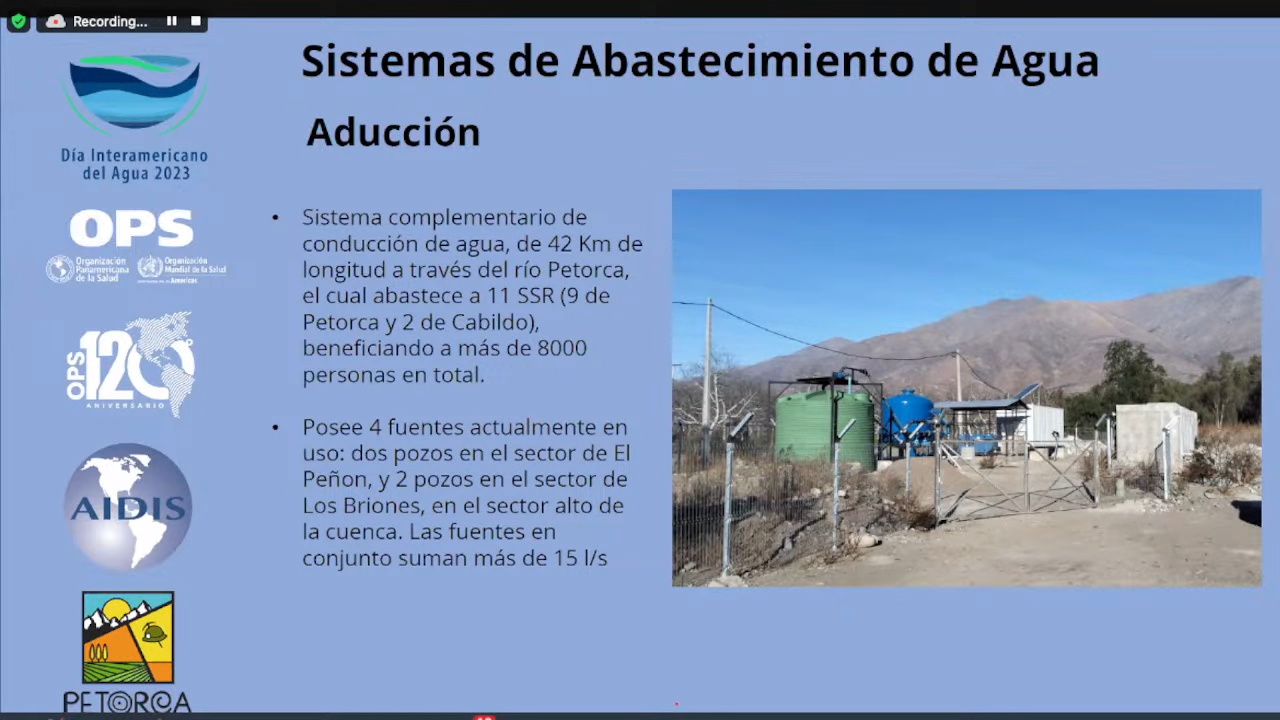 Recording...
Sistemas de Abastecimiento de Agua
Aducción
Día Interamericano
del Agua 2023
OPS
Organización
Panamericana
de la Salud
Organización
Mundial de la Salud
Americas
OPS 120
ANIVERSARIO
AIDIS
PETORCA
• Sistema complementario de
conducción de agua, de 42 Km de
longitud a través del río Petorca,
el cual abastece a 11 SSR (9 de
Petorca y 2 de Cabildo),
beneficiando a más de 8000
personas en total.
• Posee 4 fuentes actualmente en
uso: dos pozos en el sector de El
Peñon, y 2 pozos en el sector de
Los Briones, en el sector alto de
la cuenca. Las fuentes en
conjunto suman más de 15 l/s